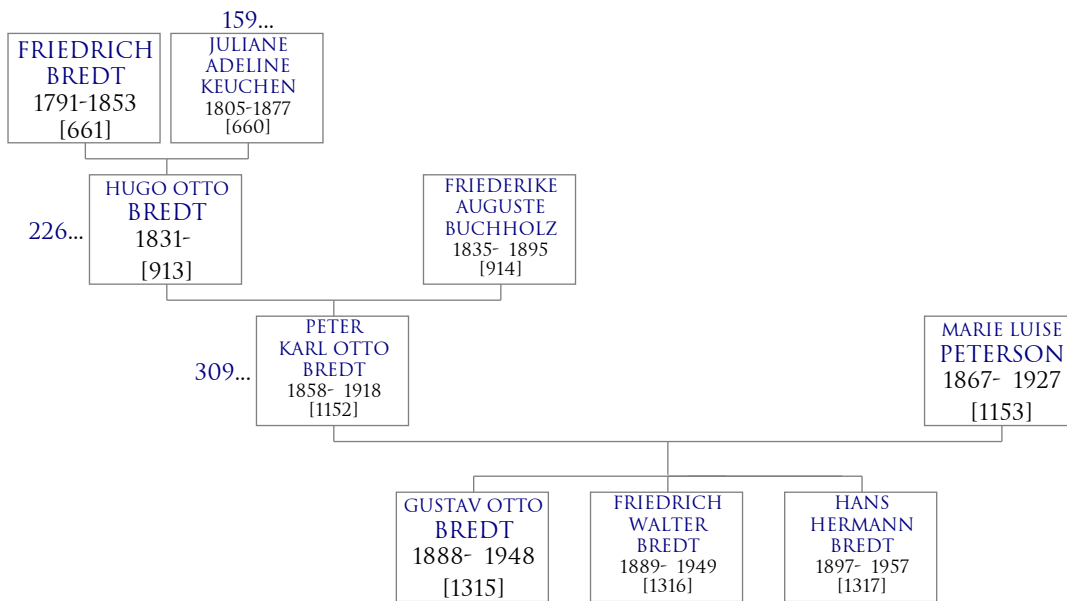 159...
FRIEDRICH
BREDT
1791-1853
[661]
JULIANE
ADELINE
KEUCHEN
1805-1877
[660]
226...
HUGO OTTO
BREDT
1831-
[913]
FRIEDERIKE
AUGUSTE
BUCHHOLZ
1835- 1895
[914]
309...
PETER
KARL OTTO
BREDT
1858- 1918
[1152]
MARIE LUISE
PETERSON
1867- 1927
[1153]
GUSTAV OTTO
BREDT
1888- 1948
[1315]
FRIEDRICH
WALTER
BREDT
1889- 1949
[1316]
HANS
HERMANN
BREDT
1897- 1957
[1317]